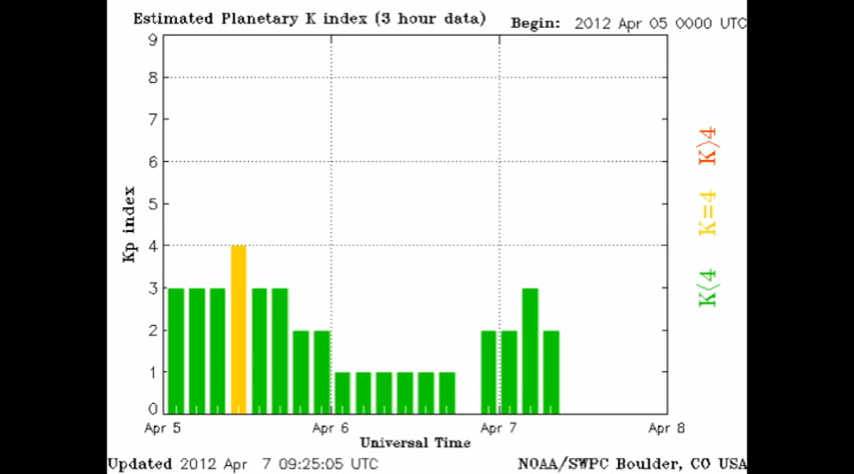 Estimated Planetary K index (3 hour data)
Begin: 2012 Apr 05 0000 UTC
9
8
7
6
5
4
3
2
1
0
Kp index
Apr 5
Apr 6
Apr 7
Apr 8
Universal Time
K<4
K=4
K>4
Updated 2012 Apr 7 09:25:05 UTC
NOAA/SWPC Boulder, CO USA